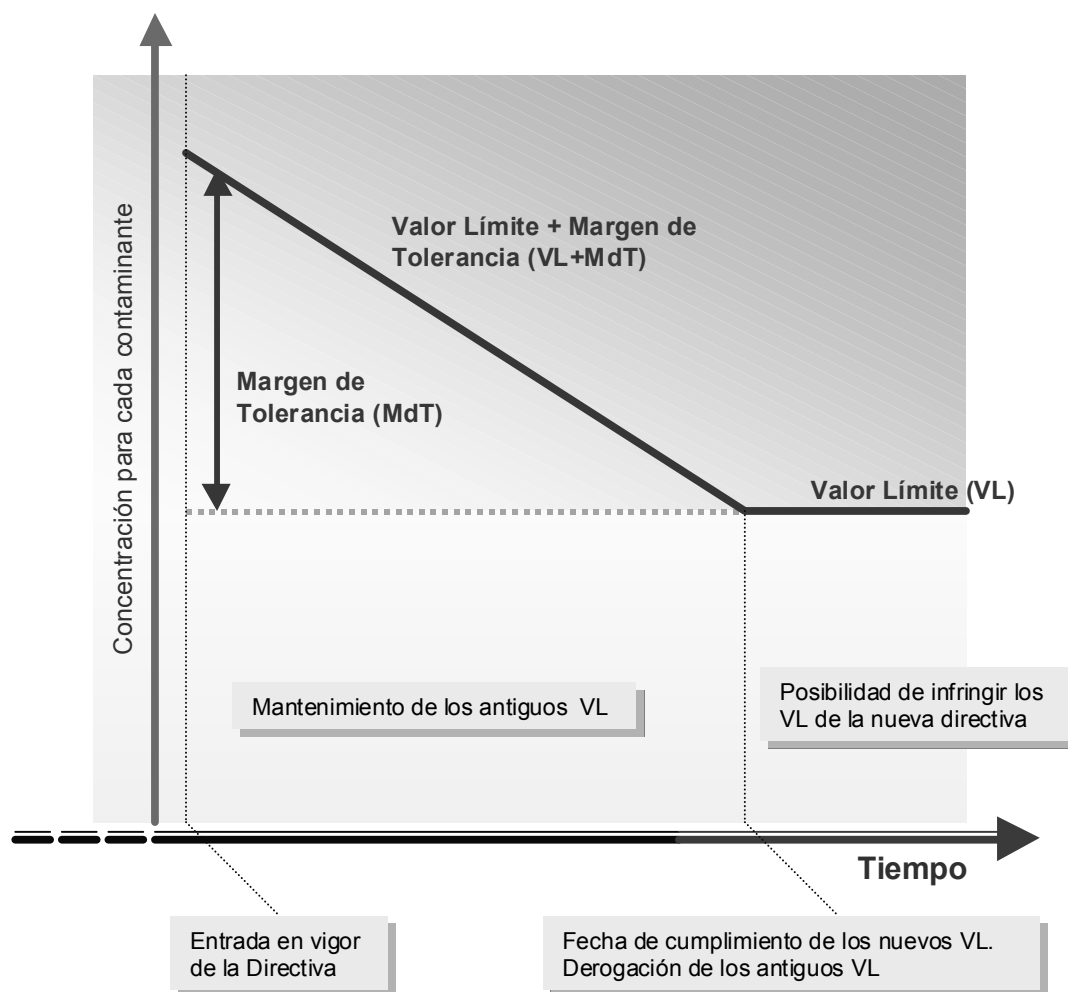 Concentración para cada contaminante
Valor Límite + Margen de
Tolerancia (VL+MdT)
Margen de
Tolerancia (MdT)
Valor Límite (VL)
Mantenimiento de los antiguos VL
Posibilidad de infringir los
VL de la nueva directiva
Tiempo
Entrada en vigor
de la Directiva
Fecha de cumplimiento de los nuevos VL.
Derogación de los antiguos VL